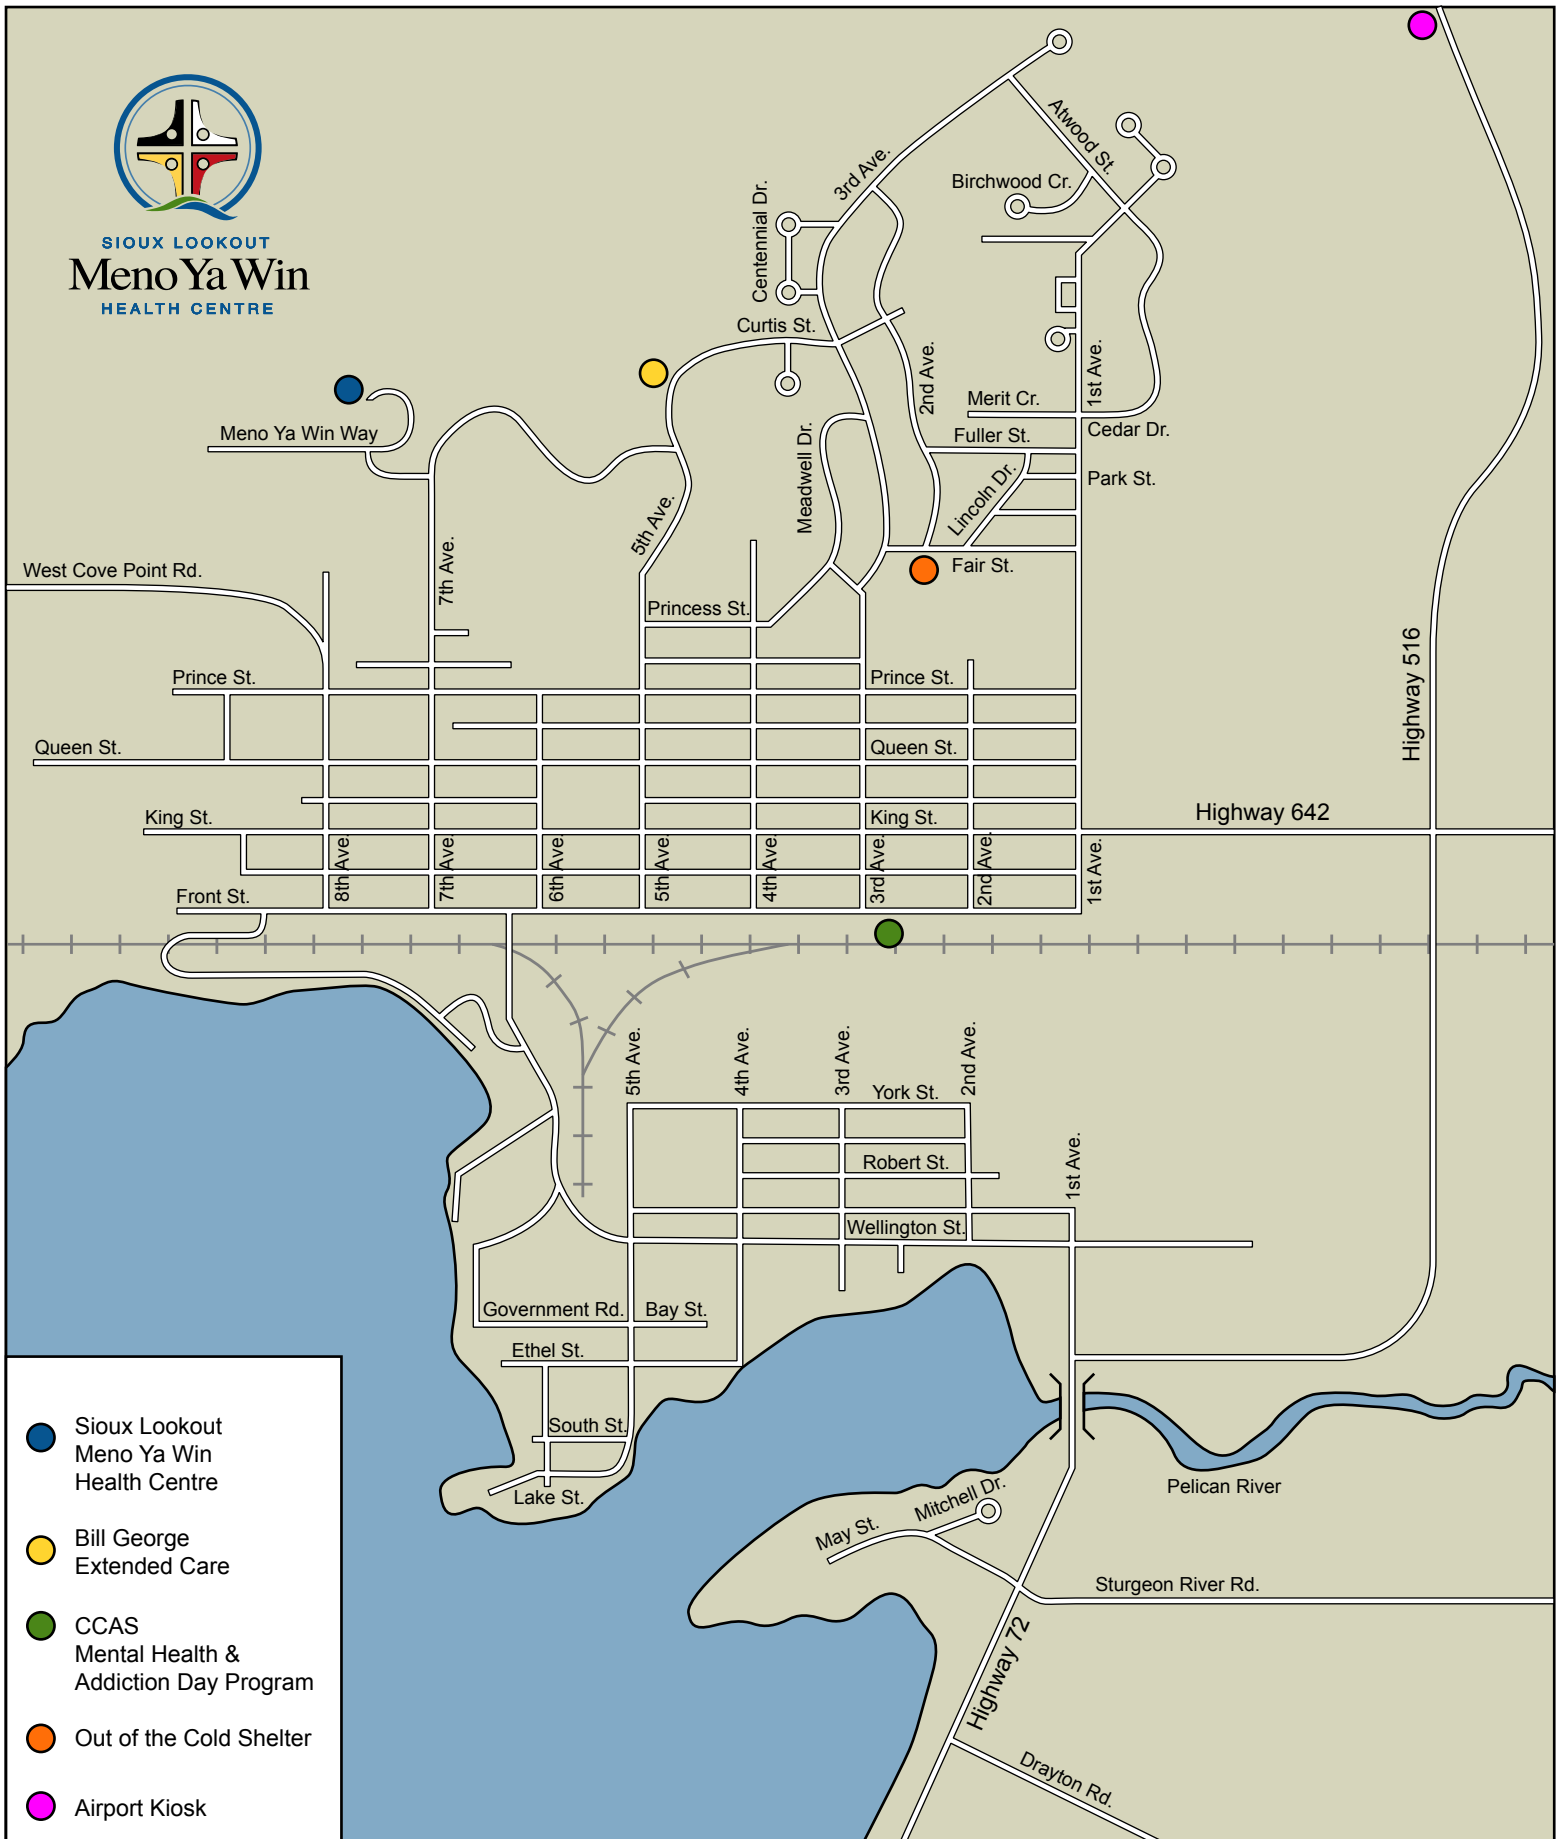 SIOUX LOOKOUT
Meno Ya Win
HEALTH CENTRE
Atwood St.
3rd Ave.
Birchwood Cr.
Centennial Dr.
Curtis St.
2nd Ave.
1st Ave.
Merit Cr.
Cedar Dr.
Meno Ya Win Way
Fuller St.
Meadwell Dr.
Lincoln Dr.
Park St.
5th Ave.
7th Ave.
West Cove Point Rd.
Fair St.
Princess St.
Highway 516
Prince St.
Prince St.
Queen St.
Queen St.
Highway 642
King St.
King St.
8th Ave.
7th Ave.
6th Ave.
5th Ave.
4th Ave.
3rd Ave.
2nd Ave.
1st Ave.
Front St.
5th Ave.
4th Ave.
3rd Ave.
2nd Ave.
York St.
Robert St.
1st Ave.
Wellington St.
Government Rd.
Bay St.
Ethel St.
South St.
Lake St.
Pelican River
Mitchell Dr.
May St.
Sturgeon River Rd.
Highway 72
Drayton Rd.
Sioux Lookout
Meno Ya Win
Health Centre
Bill George
Extended Care
CCAS
Mental Health &
Addiction Day Program
Out of the Cold Shelter
Airport Kiosk